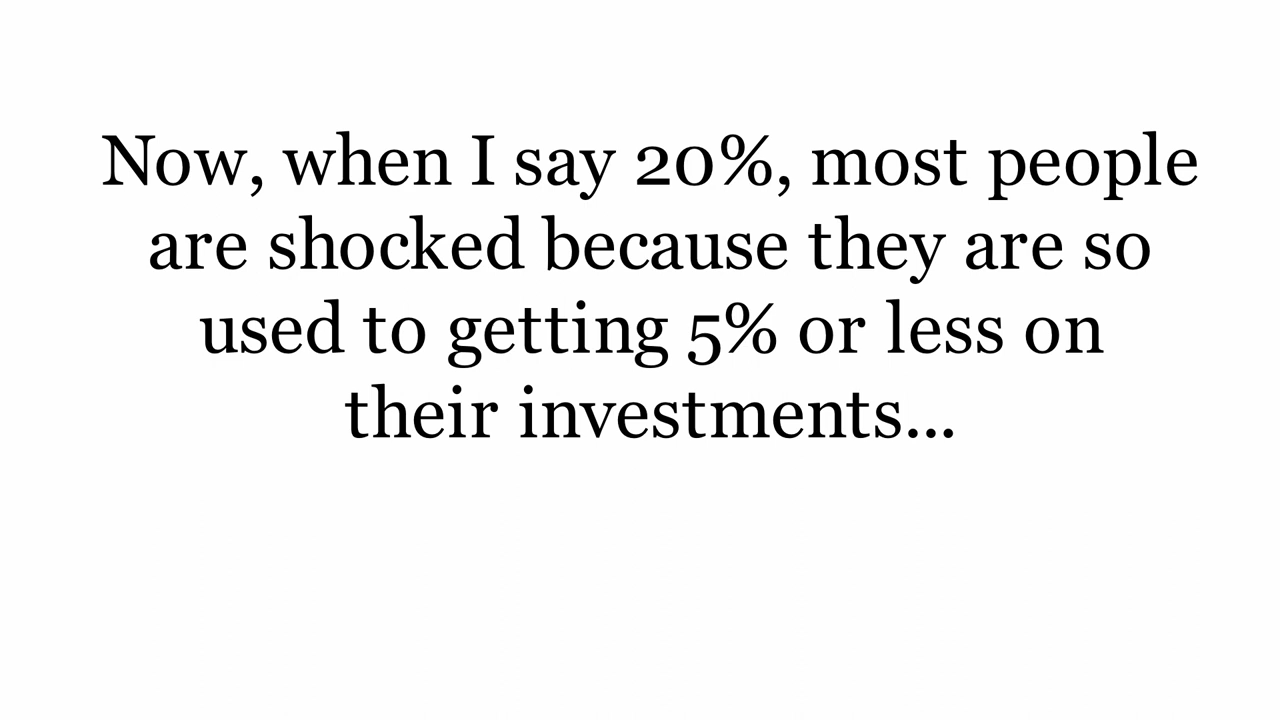 Now, when I say 20%, most people
are shocked because they are so
used to getting 5% or less on
their investments...